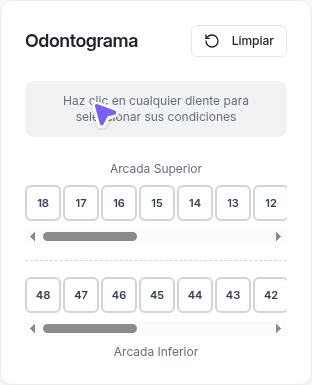 Odontograma
Limpiar
Haz clic en cualquier diente para
seleccionar sus condiciones
Arcada Superior
18 17 16 15 14 13 12
48 47 46 45 44 43 42
Arcada Inferior